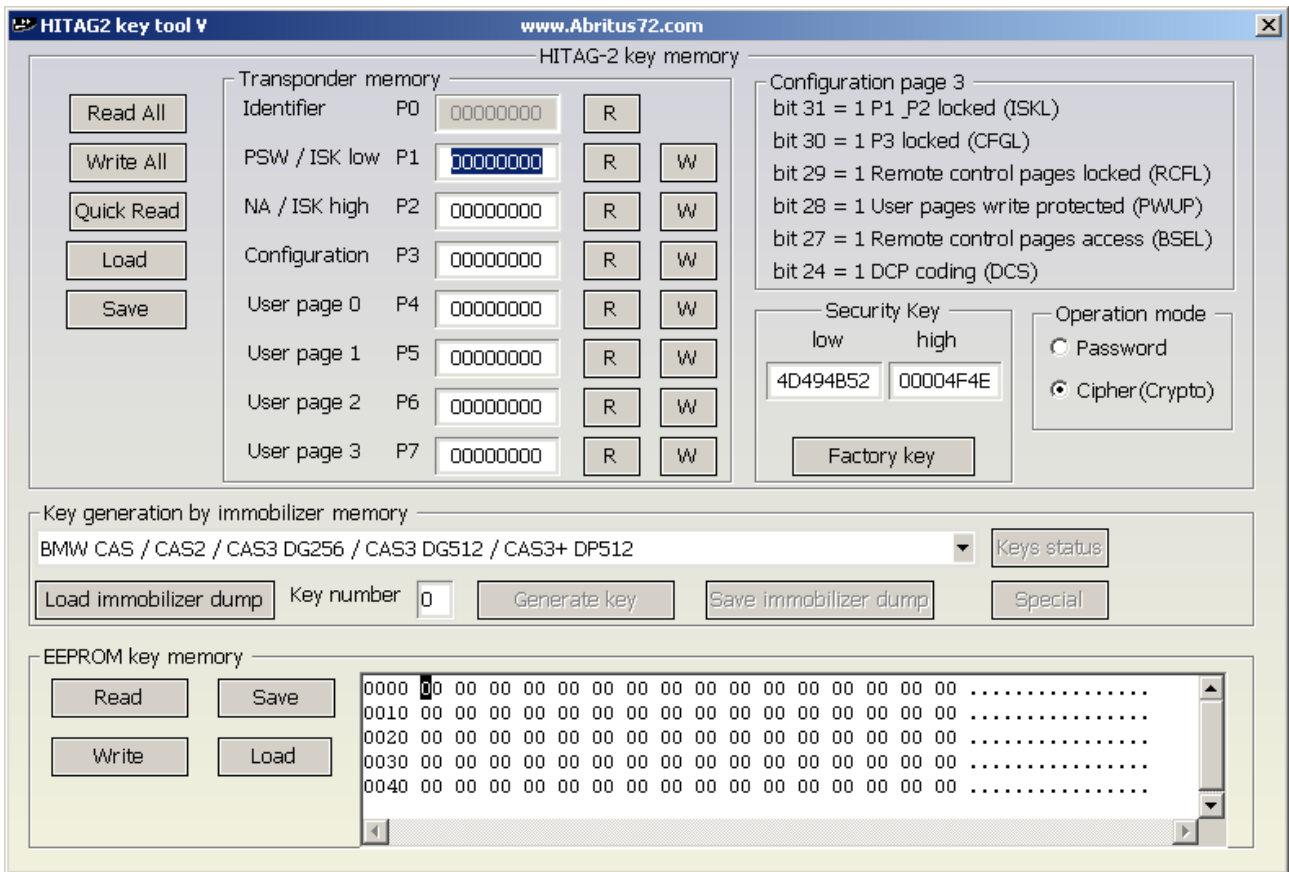 HITAG2 key tool V www.Abritus72.com
HITAG-2 key memory
Read All
Write All
Quick Read
Load
Save
Transponder memory
Identifier P0 00000000 R
PSW / ISK low P1 00000000 R W
NA / ISK high P2 00000000 R W
Configuration P3 00000000 R W
User page 0 P4 00000000 R W
User page 1 P5 00000000 R W
User page 2 P6 00000000 R W
User page 3 P7 00000000 R W
Configuration page 3
bit 31 = 1 P1 _P2 locked (ISKL)
bit 30 = 1 P3 locked (CFGL)
bit 29 = 1 Remote control pages locked (RCFL)
bit 28 = 1 User pages write protected (PWUP)
bit 27 = 1 Remote control pages access (BSEL)
bit 24 = 1 DCP coding (DCS)
Security Key
low high
4D494B52 00004F4E
Factory key
Operation mode
Password
Cipher(Crypto)
Key generation by immobilizer memory
BMW CAS / CAS2 / CAS3 DG256 / CAS3 DG512 / CAS3+ DP512 Keys status
Load immobilizer dump Key number 0 Generate key Save immobilizer dump Special
EEPROM key memory
Read Save
Write Load
0000 00 00 00 00 00 00 00 00 00 00 00 00 00 00 00 00 ................
0010 00 00 00 00 00 00 00 00 00 00 00 00 00 00 00 00 ................
0020 00 00 00 00 00 00 00 00 00 00 00 00 00 00 00 00 ................
0030 00 00 00 00 00 00 00 00 00 00 00 00 00 00 00 00 ................
0040 00 00 00 00 00 00 00 00 00 00 00 00 00 00 00 00 ................